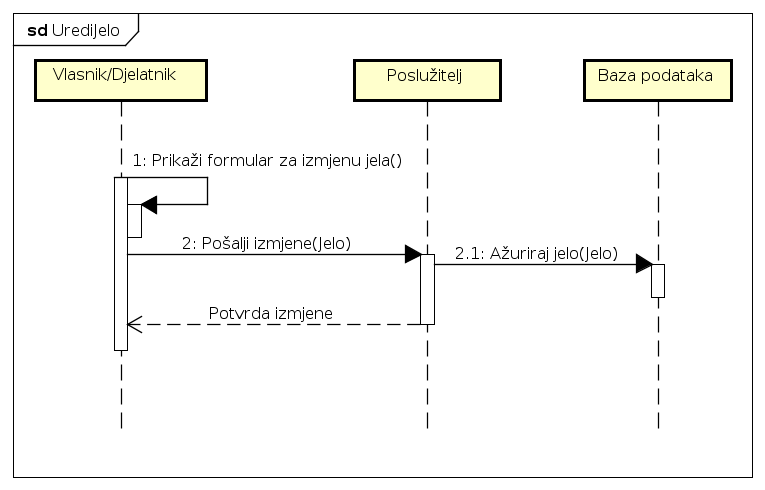 sd UrediJelo
Vlasnik/Djelatnik
Poslužitelj
Baza podataka
1: Prikaži formular za izmjenu jela()
2: Pošalji izmjene(Jelo)
2.1: Ažuriraj jelo(Jelo)
Potvrda izmjene